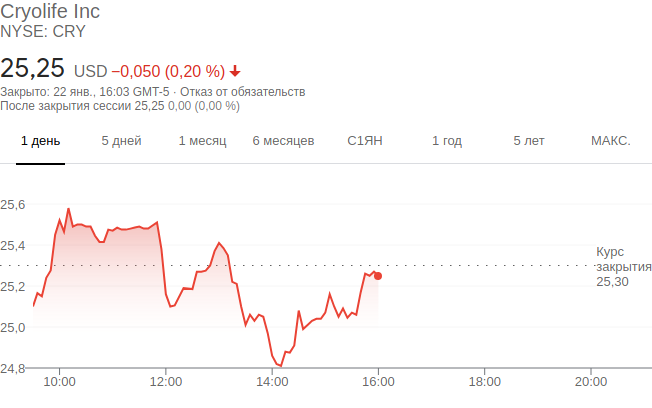 Cryolife Inc
NYSE: CRY
25,25 USD −0,050 (0,20 %)
Закрыто: 22 янв., 16:03 GMT-5 · Отказ от обязательств
После закрытия сессии 25,25 0,00 (0,00 %)
1 день 5 дней 1 месяц 6 месяцев С1ЯН 1 год 5 лет МАКС.
25,6
25,4
Курс
закрытия
25,30
25,2
25,0
24,8
10:00 12:00 14:00 16:00 18:00 20:00